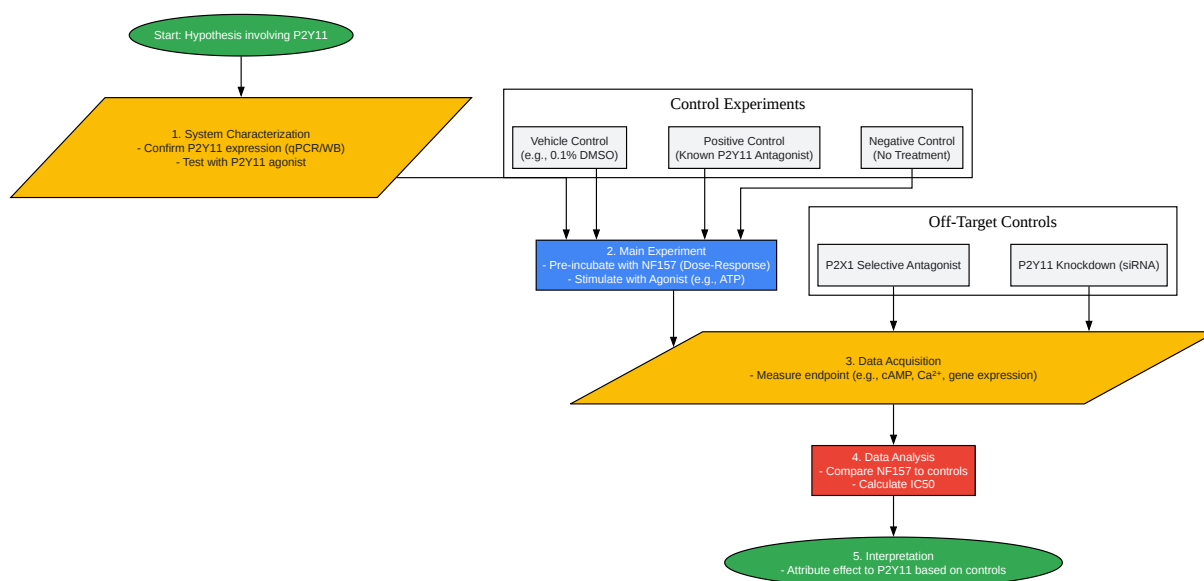 Start: Hypothesis involving P2Y11
1. System Characterization
- Confirm P2Y11 expression (qPCR/WB)
- Test with P2Y11 agonist
Control Experiments
Vehicle Control
(e.g., 0.1% DMSO)
Positive Control
(Known P2Y11 Antagonist)
Negative Control
(No Treatment)
2. Main Experiment
- Pre-incubate with NF157 (Dose-Response)
- Stimulate with Agonist (e.g., ATP)
Off-Target Controls
P2X1 Selective Antagonist
P2Y11 Knockdown (siRNA)
3. Data Acquisition
- Measure endpoint (e.g., cAMP, Ca²⁺, gene expression)
4. Data Analysis
- Compare NF157 to controls
- Calculate IC50
5. Interpretation
- Attribute effect to P2Y11 based on controls